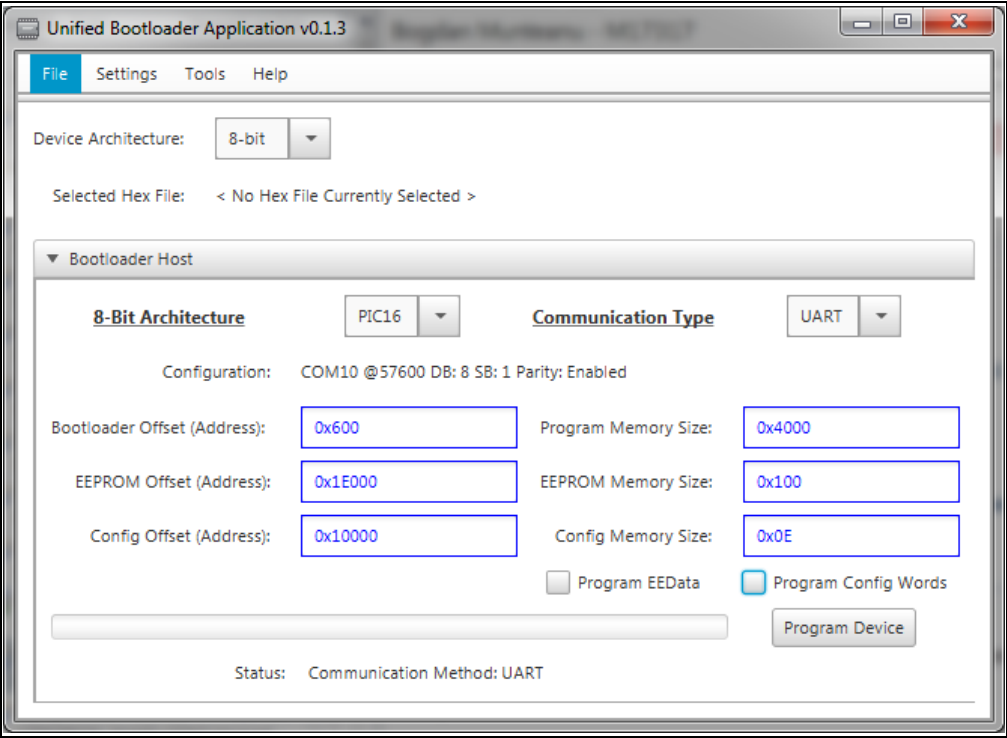 Unified Bootloader Application v0.1.3
File Settings Tools Help
Device Architecture: 8-bit
Selected Hex File: < No Hex File Currently Selected >
Bootloader Host
8-Bit Architecture PIC16 Communication Type UART
Configuration: COM10 @57600 DB: 8 SB: 1 Parity: Enabled
Bootloader Offset (Address): 0x600 Program Memory Size: 0x4000
EEPROM Offset (Address): 0x1E000 EEPROM Memory Size: 0x100
Config Offset (Address): 0x10000 Config Memory Size: 0x0E
Program EEData Program Config Words
Program Device
Status: Communication Method: UART